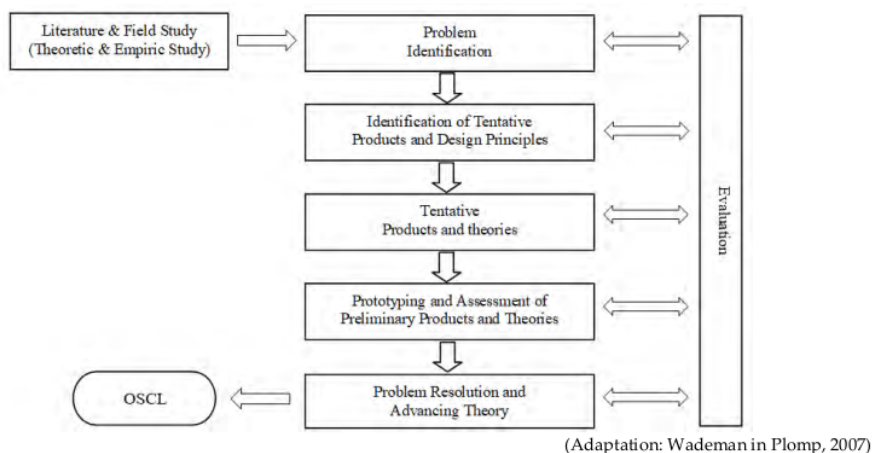 Literature & Field Study
(Theoretic & Empiric Study)
Problem
Identification
Identification of Tentative
Products and Design Principles
Tentative
Products and theories
Prototyping and Assessment of
Preliminary Products and Theories
Problem Resolution and
Advancing Theory
OSCL
Evaluation
(Adaptation: Wademan in Plomp, 2007)